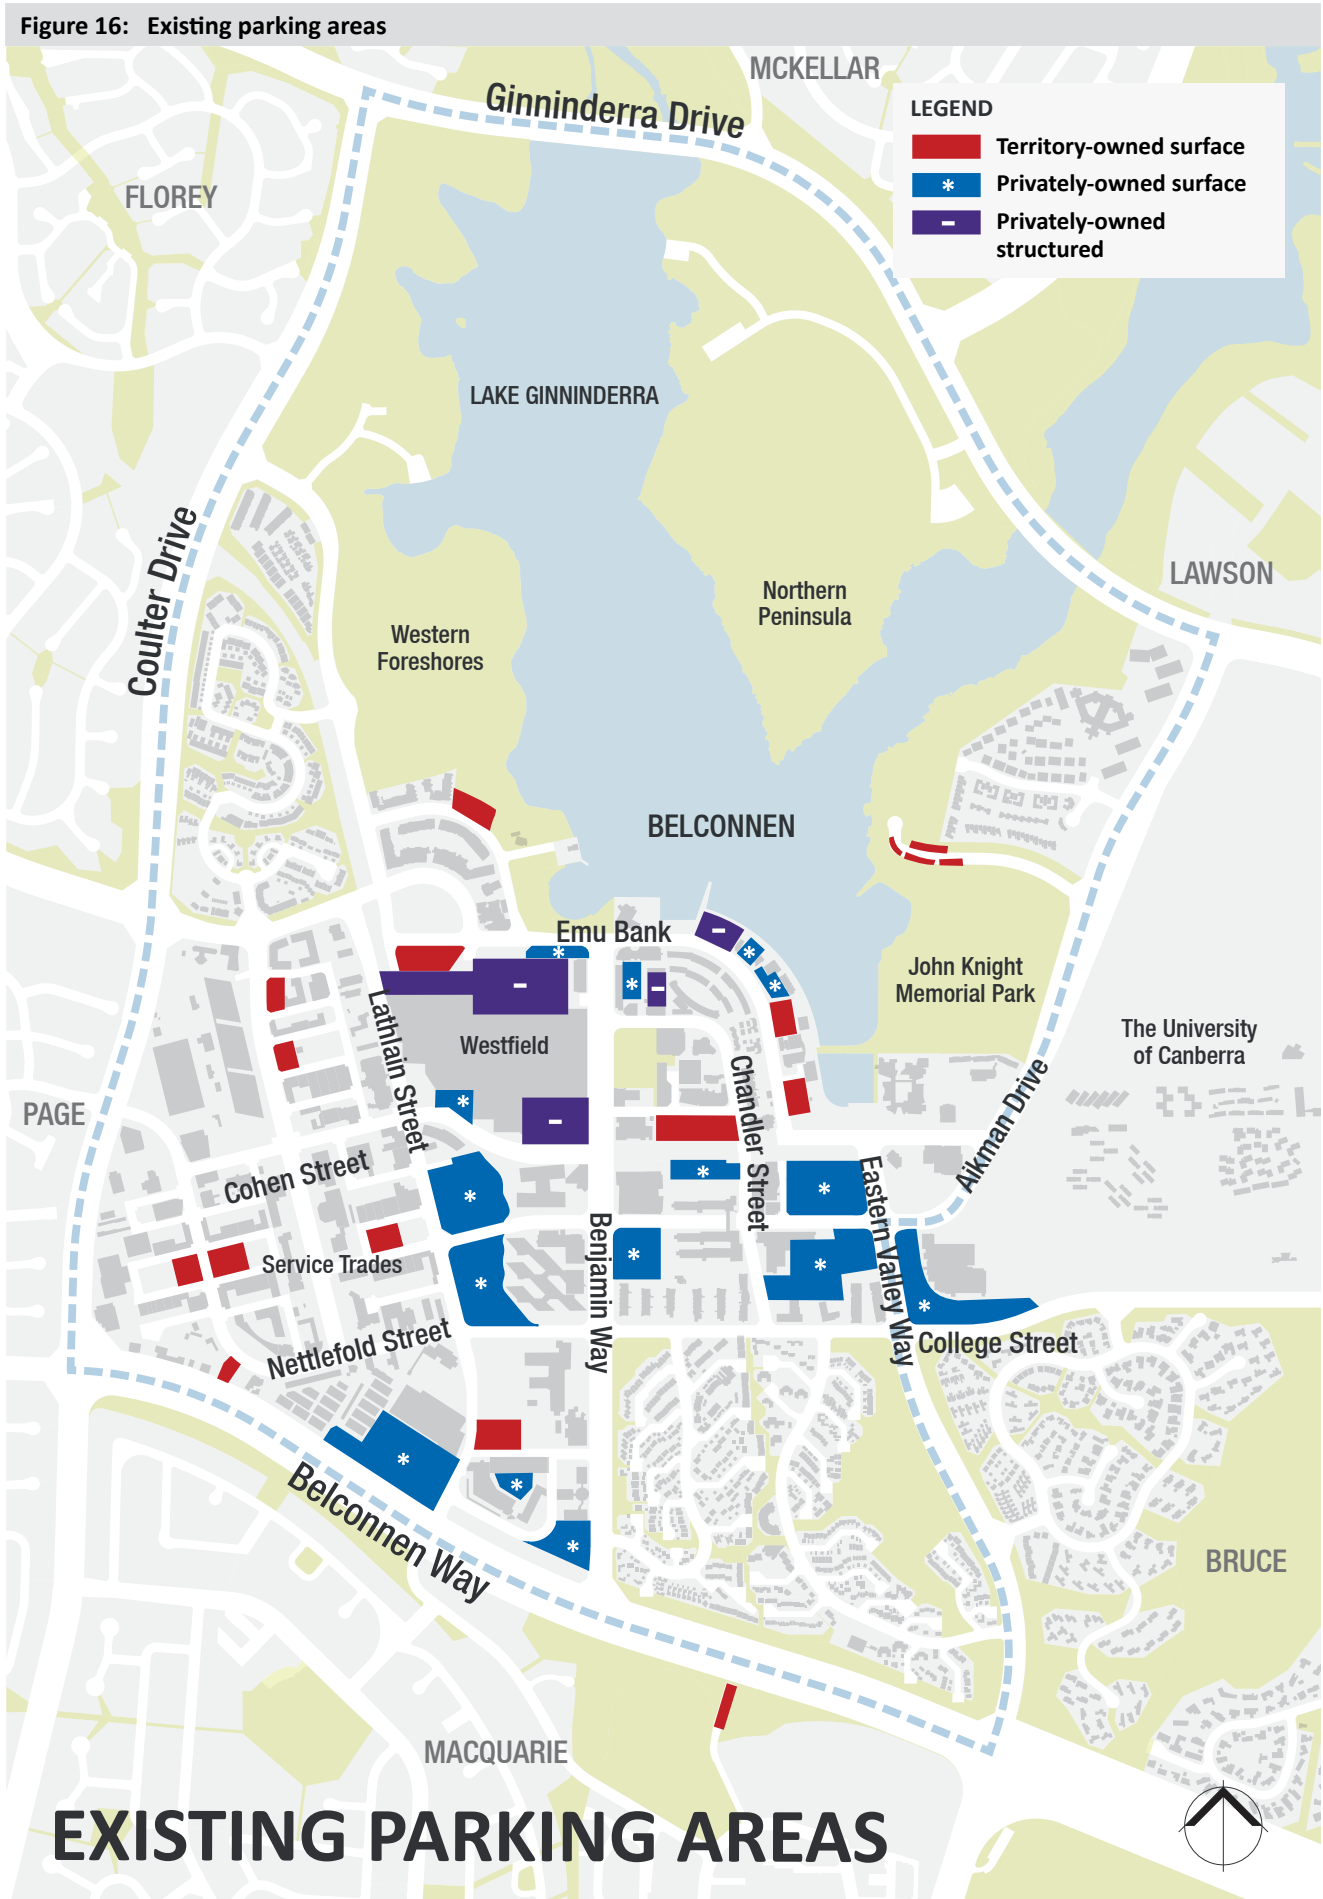 Figure 16: Existing parking areas
MCKELLAR
Ginninderra Drive
LEGEND
Territory-owned surface
* Privately-owned surface
– Privately-owned
structured
FLOREY
LAKE GINNINDERRA
Coulter Drive
LAWSON
Northern
Peninsula
Western
Foreshores
BELCONNEN
Emu Bank
–
*
*
*
John Knight
Memorial Park
*
–
–
Lathlain Street
Westfield
The University
of Canberra
Chandler Street
Aikman Drive
PAGE
*
–
Cohen Street
*
*
*
Eastern Valley Way
Benjamin Way
Service Trades
*
*
*
*
Nettlefold Street
College Street
*
*
*
Belconnen Way
BRUCE
MACQUARIE
EXISTING PARKING AREAS